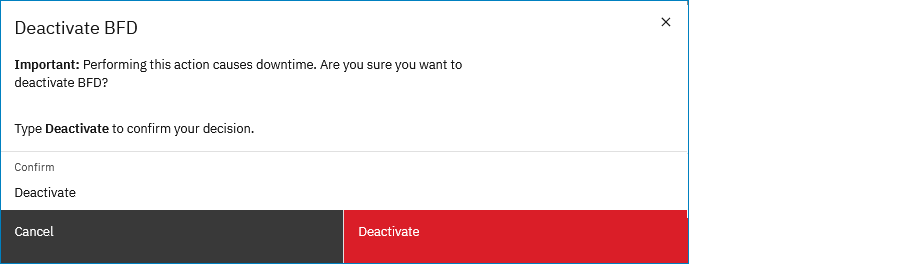 Deactivate BFD
Important: Performing this action causes downtime. Are you sure you want to
deactivate BFD?
Type Deactivate to confirm your decision.
Confirm
Deactivate
Cancel
Deactivate